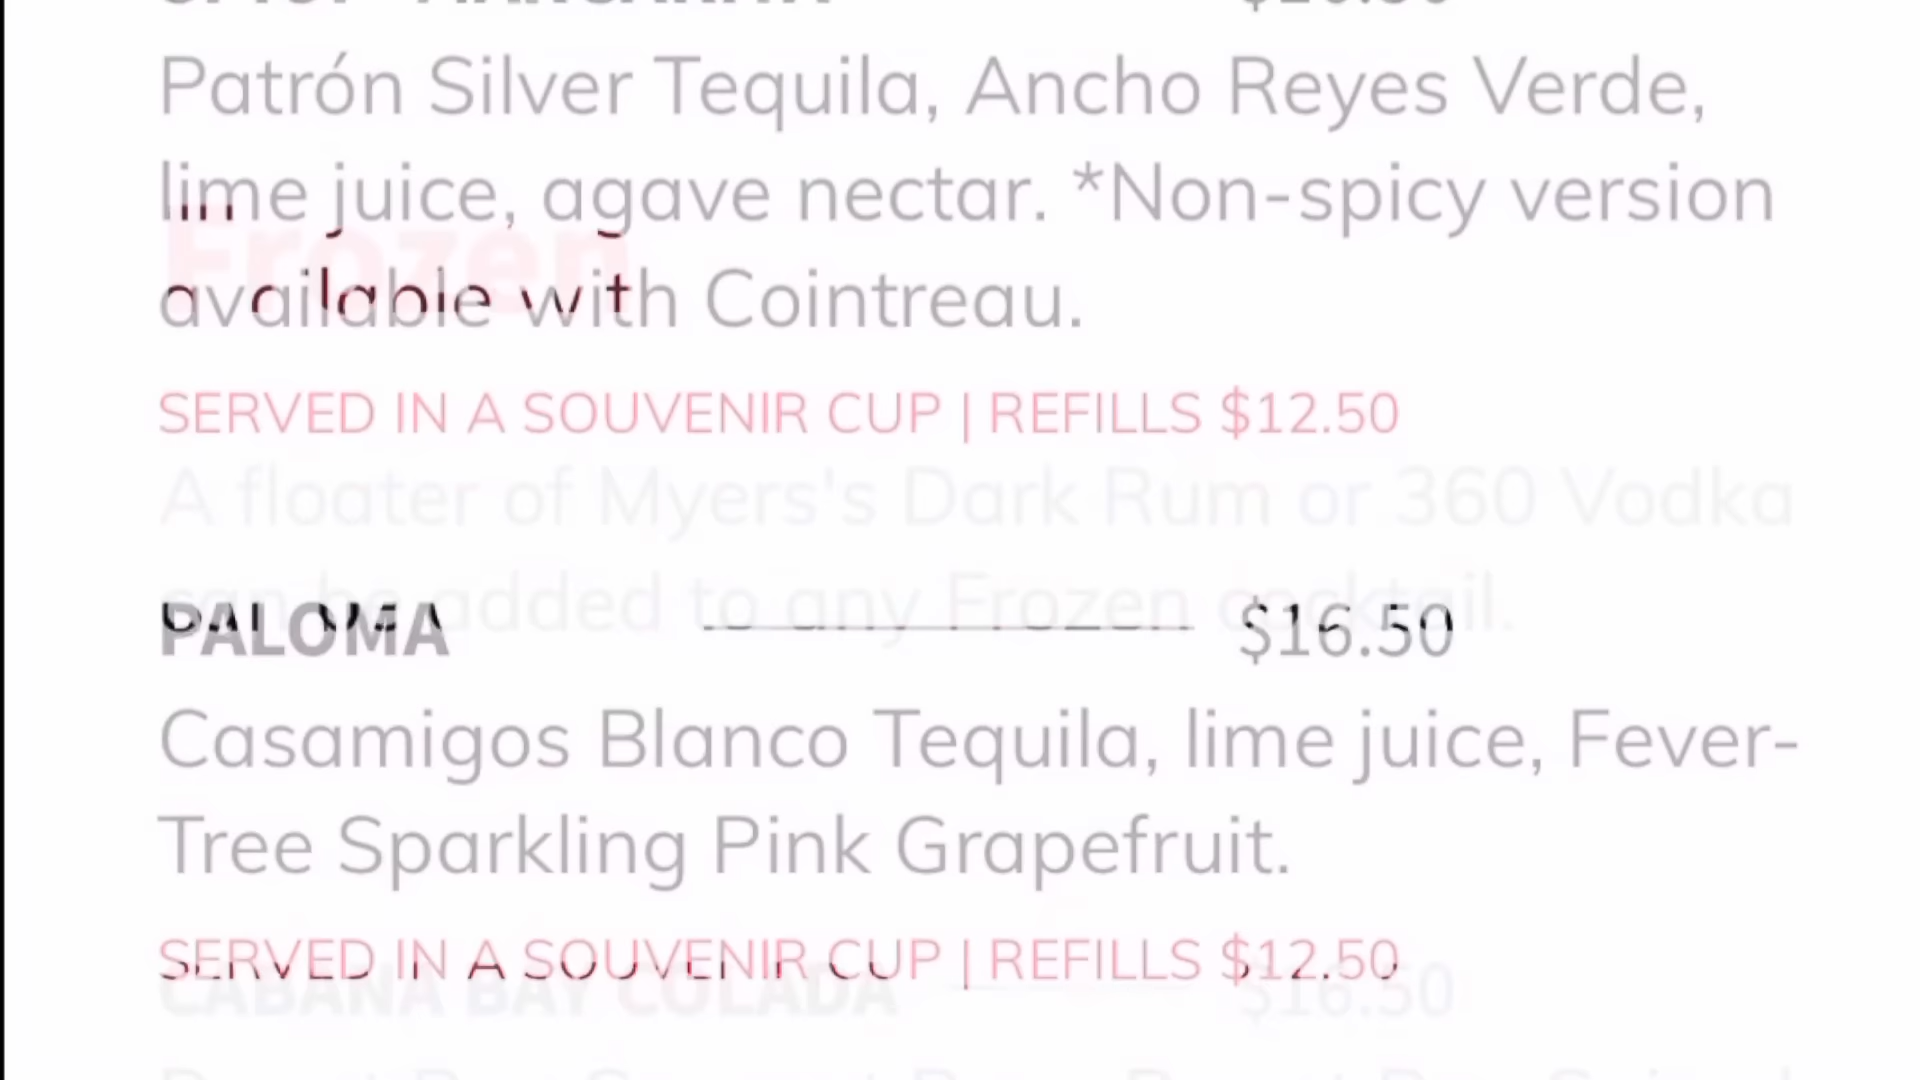 Patrón Silver Tequila, Ancho Reyes Verde,
lime juice, agave nectar. *Non-spicy version
Frozen
available with Cointreau.
SERVED IN A SOUVENIR CUP | REFILLS $12.50
A floater of Myers's Dark Rum or 360 Vodka
can be added to any Frozen cocktail.
PALOMA $16.50
Casamigos Blanco Tequila, lime juice, Fever-
Tree Sparkling Pink Grapefruit.
SERVED IN A SOUVENIR CUP | REFILLS $12.50
CABANA BAY COLADA $16.50